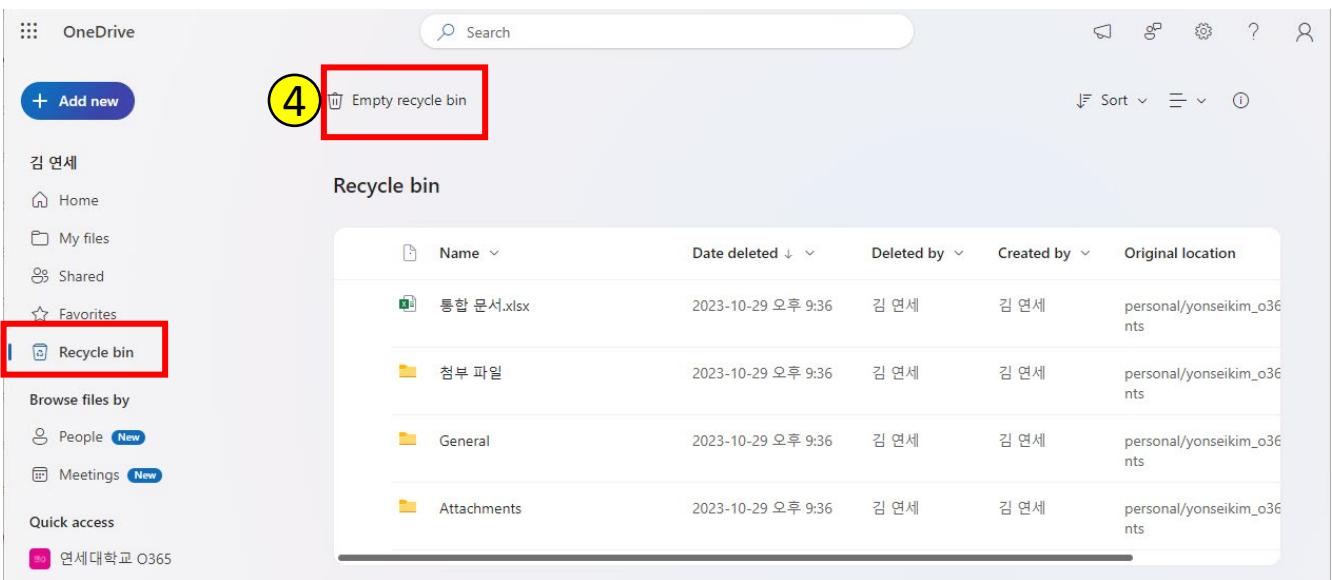 OneDrive
Search
Add new
4
Empty recycle bin
Sort
김 연세
Home
My files
Shared
Favorites
Recycle bin
Browse files by
People New
Meetings New
Quick access
연세대학교 O365
Recycle bin
Name Date deleted Deleted by Created by Original location
통합 문서.xlsx 2023-10-29 오후 9:36 김 연세 김 연세 personal/yonseikim_o36
nts
첨부 파일 2023-10-29 오후 9:36 김 연세 김 연세 personal/yonseikim_o36
nts
General 2023-10-29 오후 9:36 김 연세 김 연세 personal/yonseikim_o36
nts
Attachments 2023-10-29 오후 9:36 김 연세 김 연세 personal/yonseikim_o36
nts